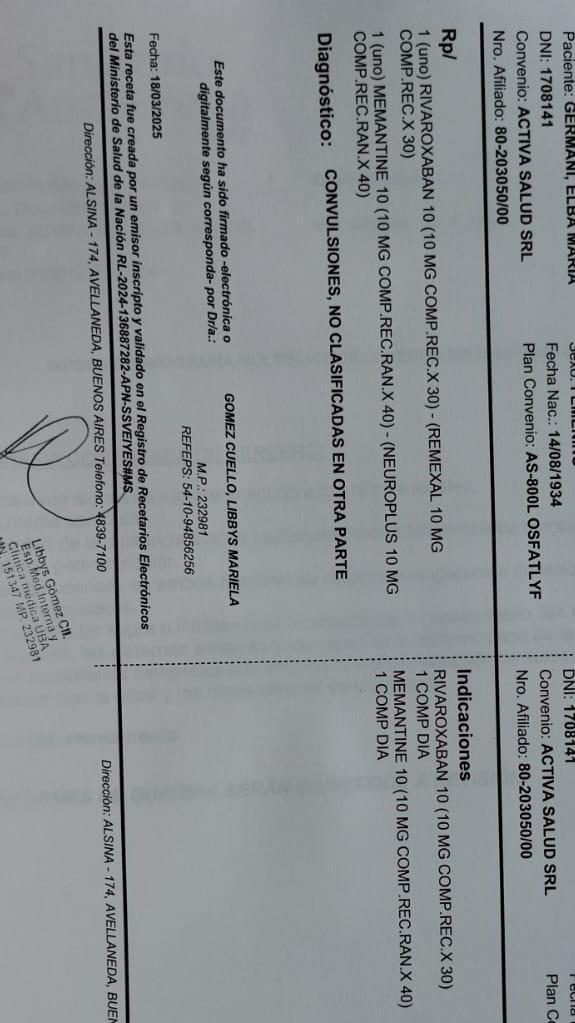 Paciente: GERMANI, ELBA MARIA
DNI: 1708141
Fecha Nac.: 14/08/1934
Convenio: ACTIVA SALUD SRL
Plan Convenio: AS-800L OSFATLYF
Nro. Afiliado: 80-203050/00
Rp/
1 (uno) RIVAROXABAN 10 (10 MG COMP.REC.X 30) - (REMEXAL 10 MG
COMP.REC.X 30)
1 (uno) MEMANTINE 10 (10 MG COMP.REC.RAN.X 40) - (NEUROPLUS 10 MG
COMP.REC.RAN.X 40)
Diagnóstico: CONVULSIONES, NO CLASIFICADAS EN OTRA PARTE
Este documento ha sido firmado -electrónica o
digitalmente según corresponda- por Dr/a.:
GOMEZ CUELLO, LIBBYS MARIELA
M.P.: 232981
REFEPS: 54-10-94856256
Fecha: 18/03/2025
Esta receta fue creada por un emisor inscripto y validado en el Registro de Recetarios Electrónicos
del Ministerio de Salud de la Nación RL-2024-136887282-APN-SSVEIYES#MS.
Dirección: ALSINA - 174, AVELLANEDA, BUENOS AIRES Telefono: 4839-7100
Libbys Gómez Cll.
Esp. Med. Interna y
Clínica médica UBA
MN. 151347 MP. 232981
DNI: 1708141
Convenio: ACTIVA SALUD SRL
Nro. Afiliado: 80-203050/00
Indicaciones
RIVAROXABAN 10 (10 MG COMP.REC.X 30)
1 COMP DIA
MEMANTINE 10 (10 MG COMP.REC.RAN.X 40)
1 COMP DIA
Dirección: ALSINA - 174, AVELLANEDA,